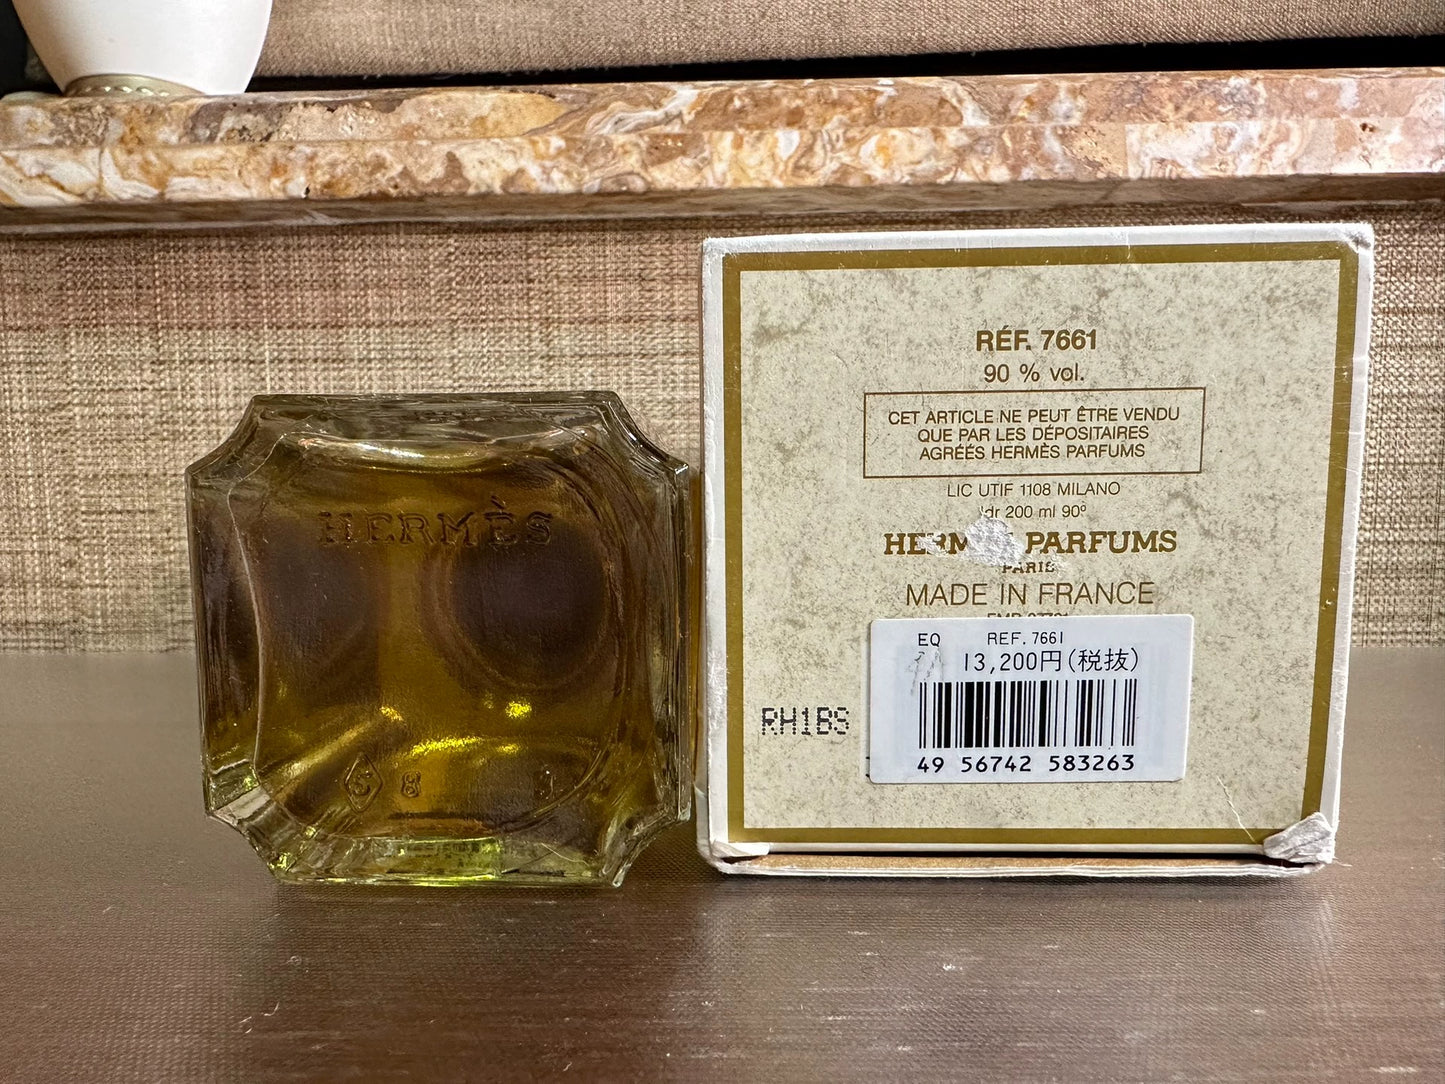 HERMÈS
S 8
RÉF. 7661
90 % vol.
CET ARTICLE NE PEUT ÊTRE VENDU
QUE PAR LES DÉPOSITAIRES
AGRÉÉS HERMÈS PARFUMS
LIC UTIF 1108 MILANO
ldr 200 ml 90°
PARFUMS
PARIS
MADE IN FRANCE
EQ REF. 7661
13,200円(税抜)
RH1BS
49 56742 583263